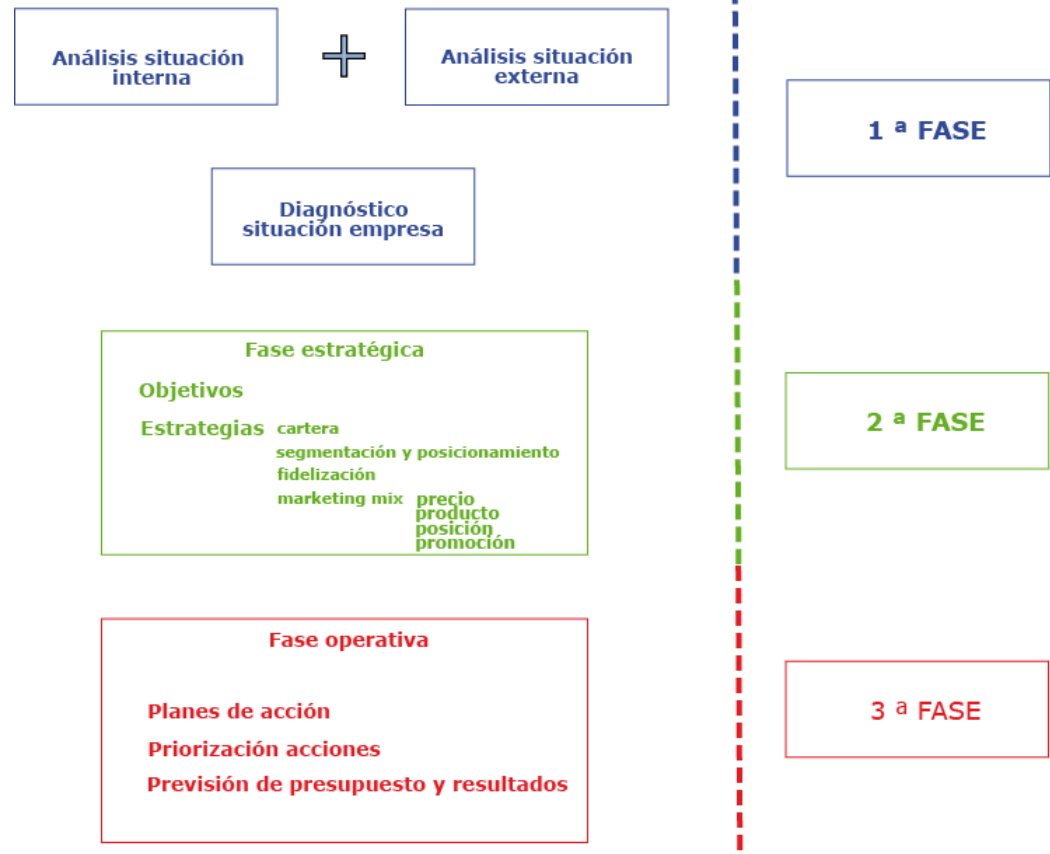 Análisis situación
interna
Análisis situación
externa
1 ª FASE
Diagnóstico
situación empresa
Fase estratégica
Objetivos
Estrategias cartera
segmentación y posicionamiento
fidelización
marketing mix precio
producto
posición
promoción
2 ª FASE
Fase operativa
Planes de acción
Priorización acciones
Previsión de presupuesto y resultados
3 ª FASE